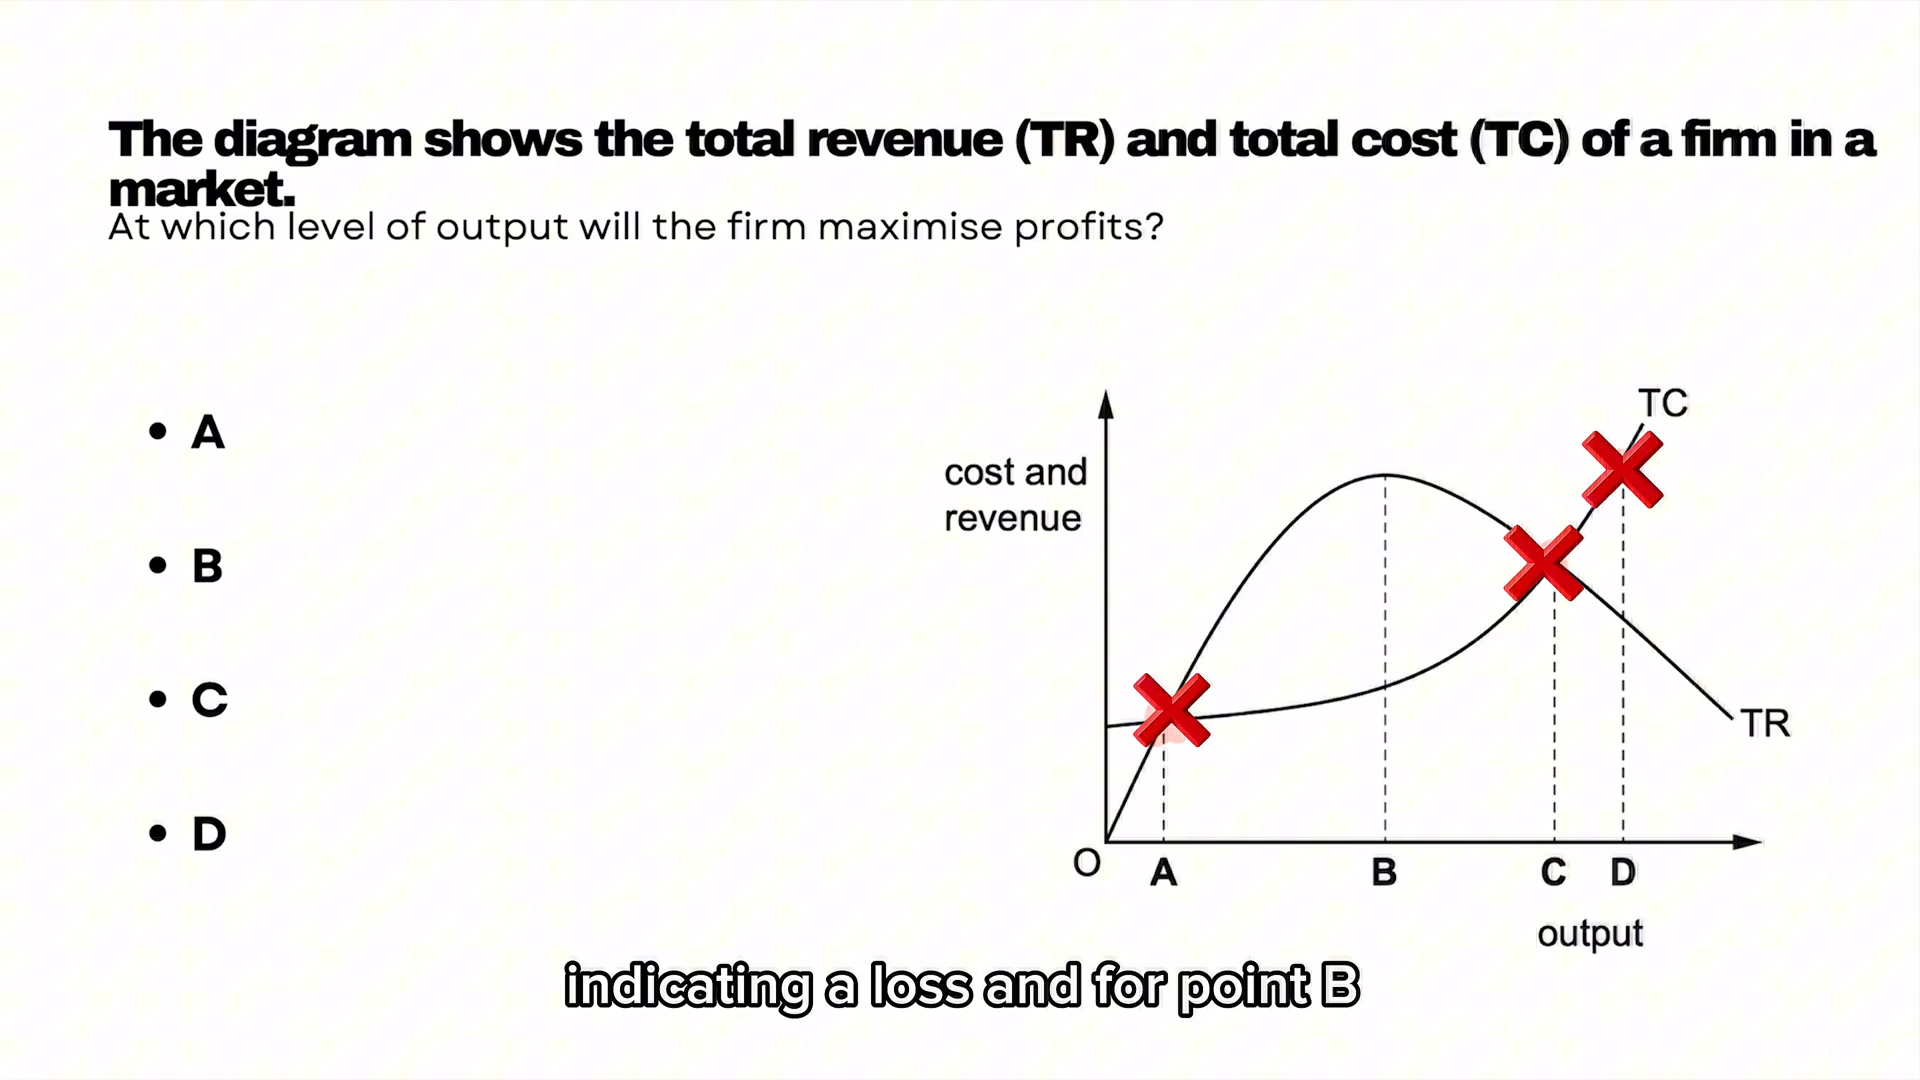 The diagram shows the total revenue (TR) and total cost (TC) of a firm in a
market.
At which level of output will the firm maximise profits?
• A
• B
• C
• D
TC
cost and
revenue
TR
O
A B C D
output
indicating a loss and for point B